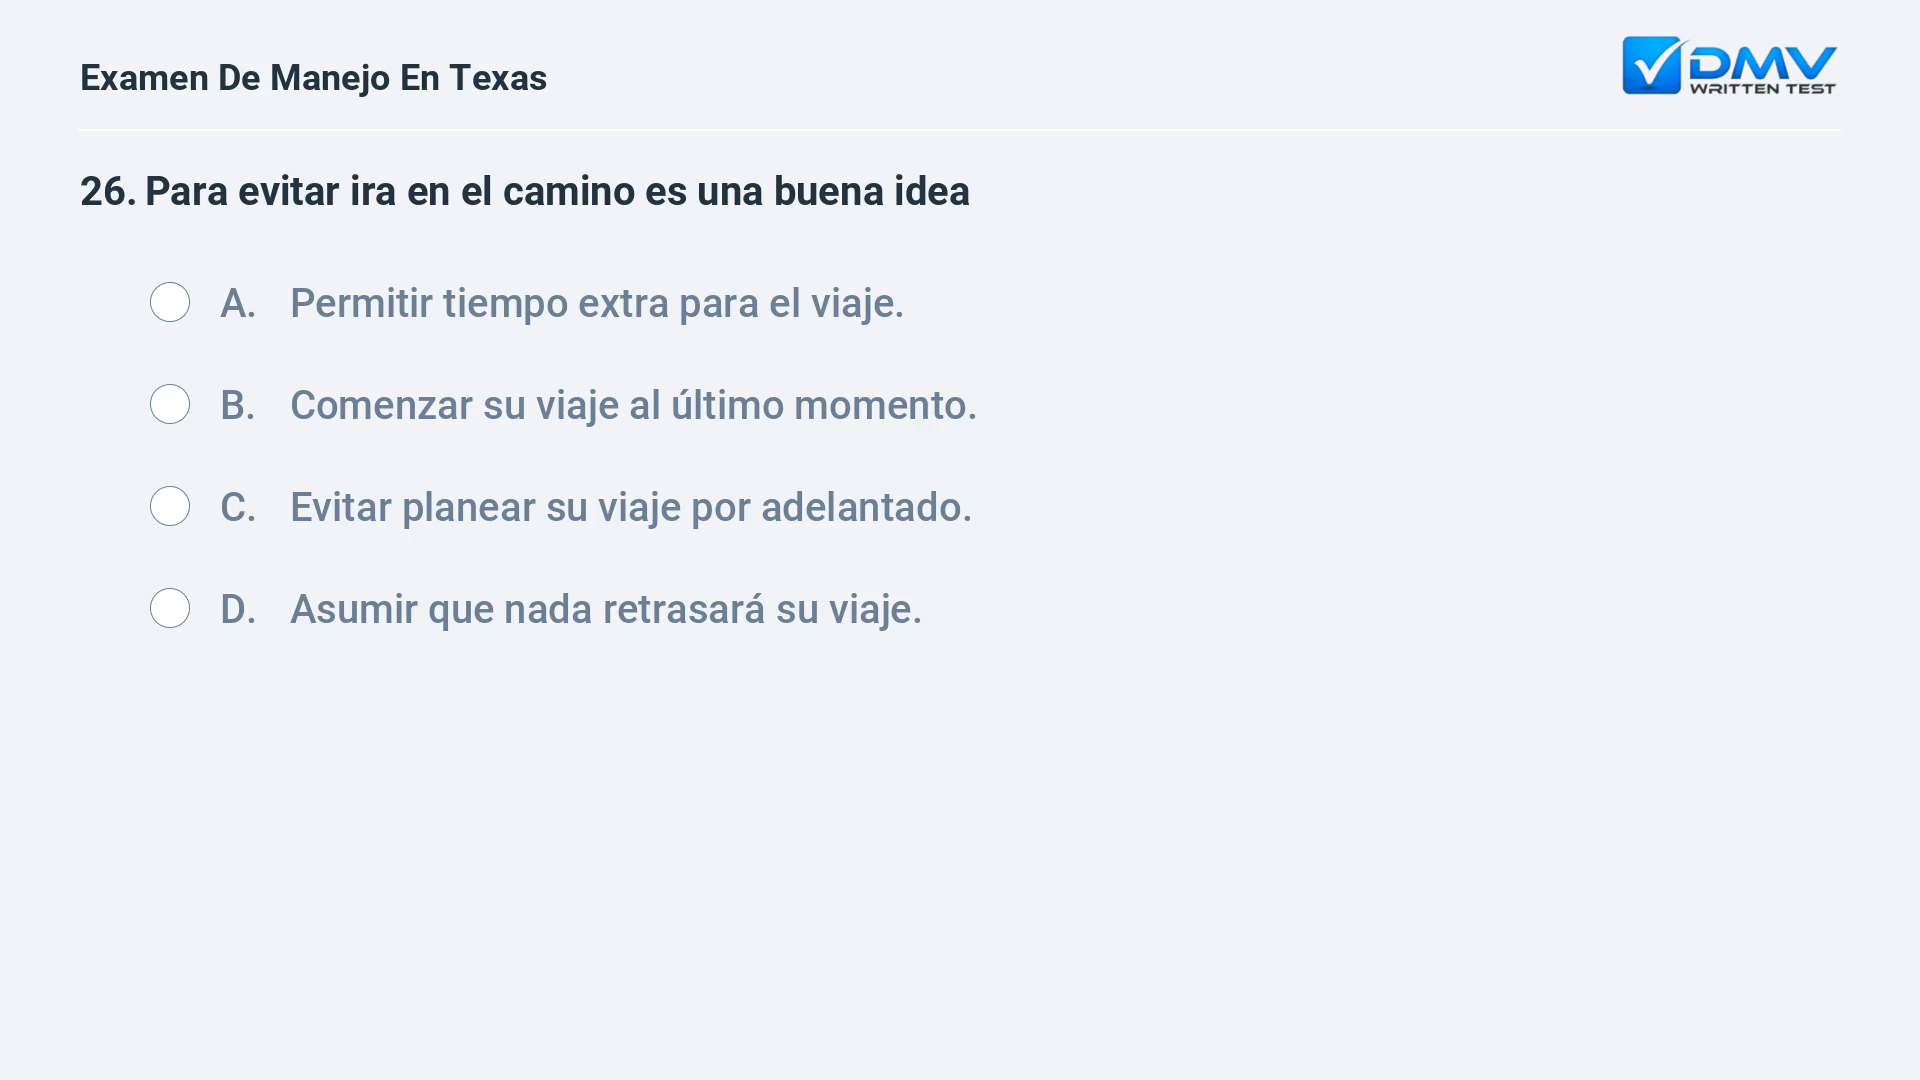 Examen De Manejo En Texas
DMV
WRITTEN TEST
26. Para evitar ira en el camino es una buena idea
A. Permitir tiempo extra para el viaje.
B. Comenzar su viaje al último momento.
C. Evitar planear su viaje por adelantado.
D. Asumir que nada retrasará su viaje.